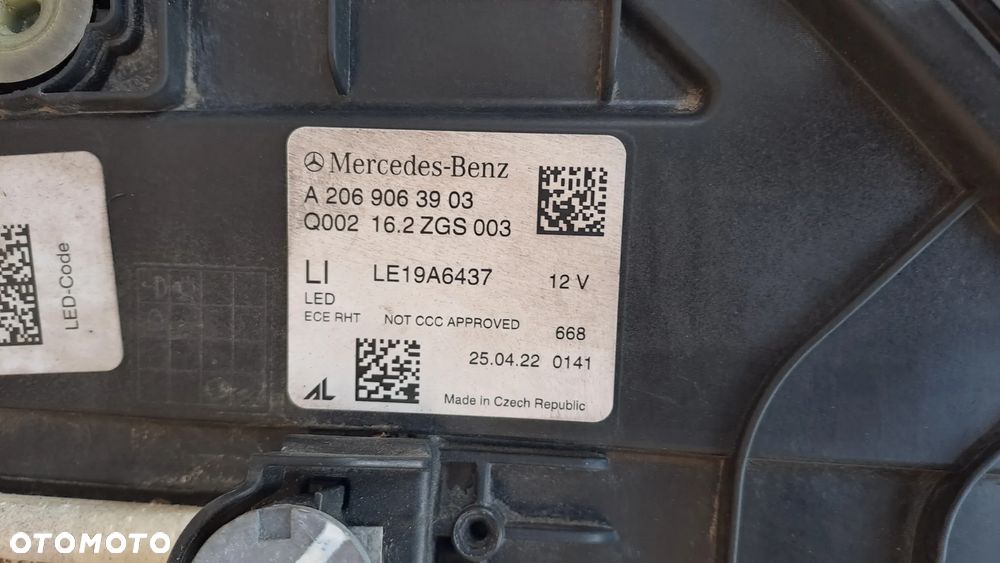 Mercedes-Benz
A 206 906 39 03
Q002 16.2 ZGS 003
LI LE19A6437 12 V
LED
ECE RHT NOT CCC APPROVED 668
25.04.22 0141
AL
Made in Czech Republic
LED-Code
OTOMOTO